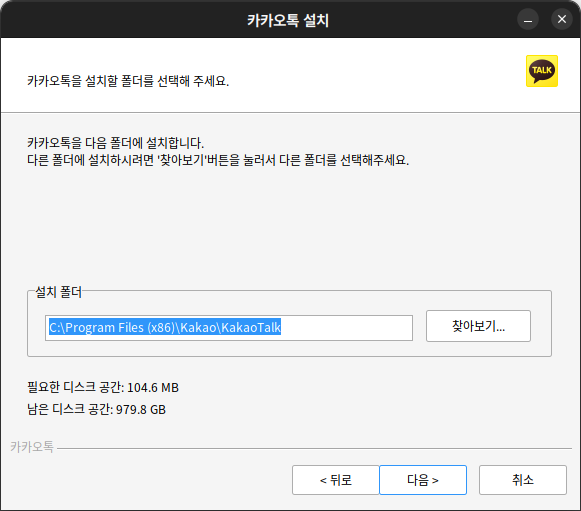 카카오톡 설치
카카오톡을 설치할 폴더를 선택해 주세요.
TALK
카카오톡을 다음 폴더에 설치합니다.
다른 폴더에 설치하시려면 '찾아보기'버튼을 눌러서 다른 폴더를 선택해주세요.
설치 폴더
C:\Program Files (x86)\Kakao\KakaoTalk
찾아보기...
필요한 디스크 공간: 104.6 MB
남은 디스크 공간: 979.8 GB
카카오톡
< 뒤로
다음 >
취소